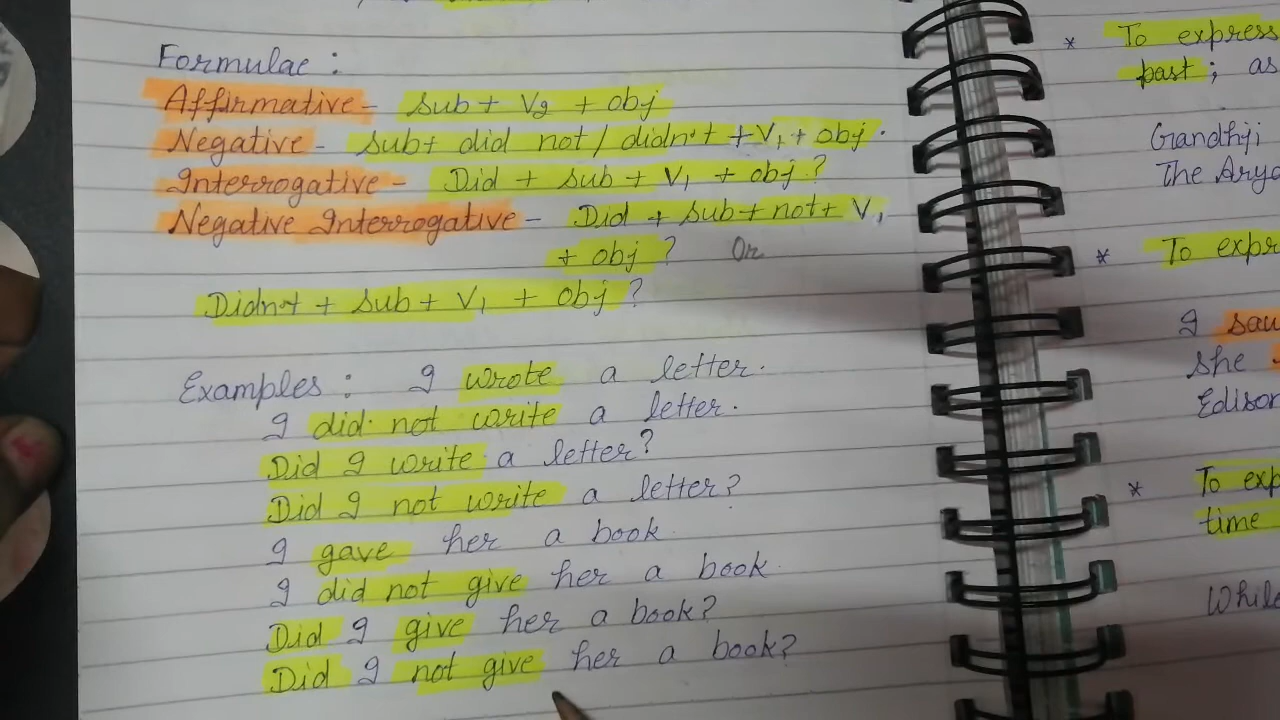 Formulae :
Affirmative - Sub + V2 + obj
Negative - Sub + did not / didn't + V1 + obj.
Interrogative - Did + sub + V1 + obj ?
Negative Interrogative - Did + sub + not + V1
+ obj ? Or
Didn't + sub + V1 + obj ?
Examples : I wrote a letter.
I did not write a letter.
Did I write a letter?
Did I not write a letter?
I gave her a book
I did not give her a book
Did I give her a book?
Did I not give her a book?
* To express
past ; as
Gandhiji
The Arya
* To expr
I saw
She
Edison
* To exp
time
While